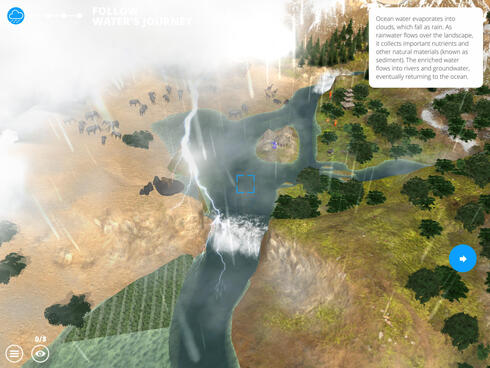 FOLLOW
WATER'S JOURNEY
Ocean water evaporates into
clouds, which fall as rain. As
rainwater flows over the landscape,
it collects important nutrients and
other natural materials (known as
sediment). The enriched water
flows into rivers and groundwater,
eventually returning to the ocean.
0/3